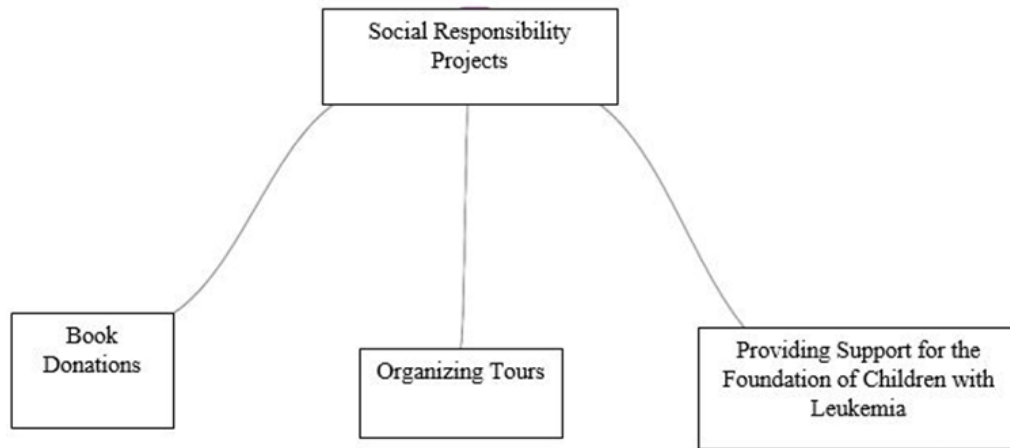 Social Responsibility
Projects
Book
Donations
Organizing Tours
Providing Support for the
Foundation of Children with
Leukemia